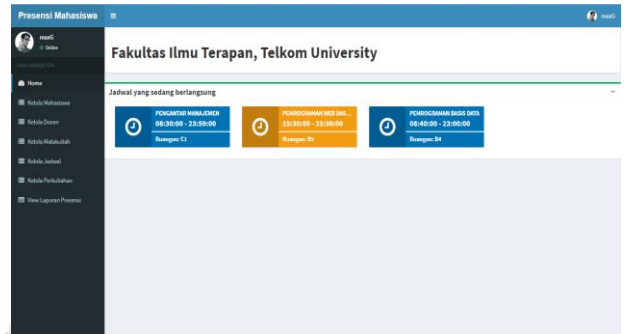 Presensi Mahasiswa
maxG
maxG
Online
MAIN NAVIGATION
Home
Kelola Mahasiswa
Kelola Dosen
Kelola Matakuliah
Kelola Jadwal
Kelola Perkuliahan
View Laporan Presensi
Fakultas Ilmu Terapan, Telkom University
Jadwal yang sedang berlangsung
PENGANTAR MANAJEMEN
08:30:00 - 23:59:00
Ruangan: C1
PEMROGRAMAN WEB DAS...
15:30:00 - 23:30:00
Ruangan: B5
PEMROGRAMAN BASIS DATA
08:40:00 - 23:00:00
Ruangan: B4